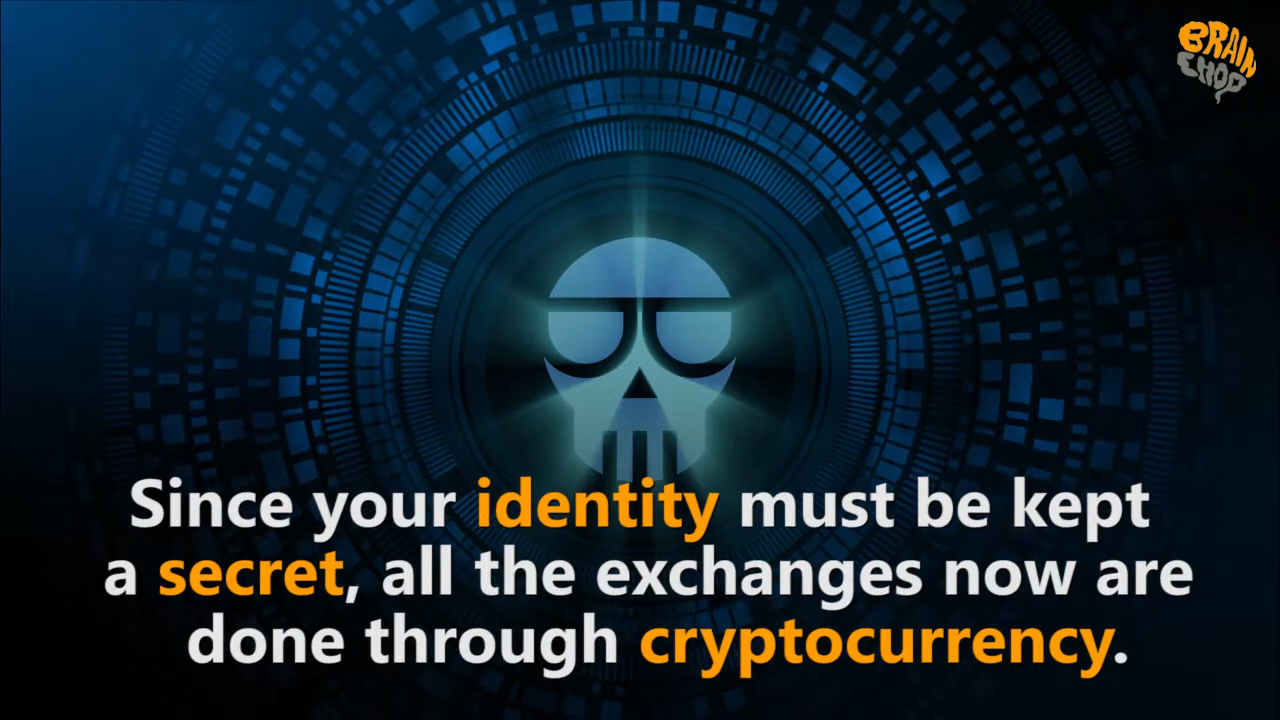 BRAIN
CHOP
Since your identity must be kept
a secret, all the exchanges now are
done through cryptocurrency.